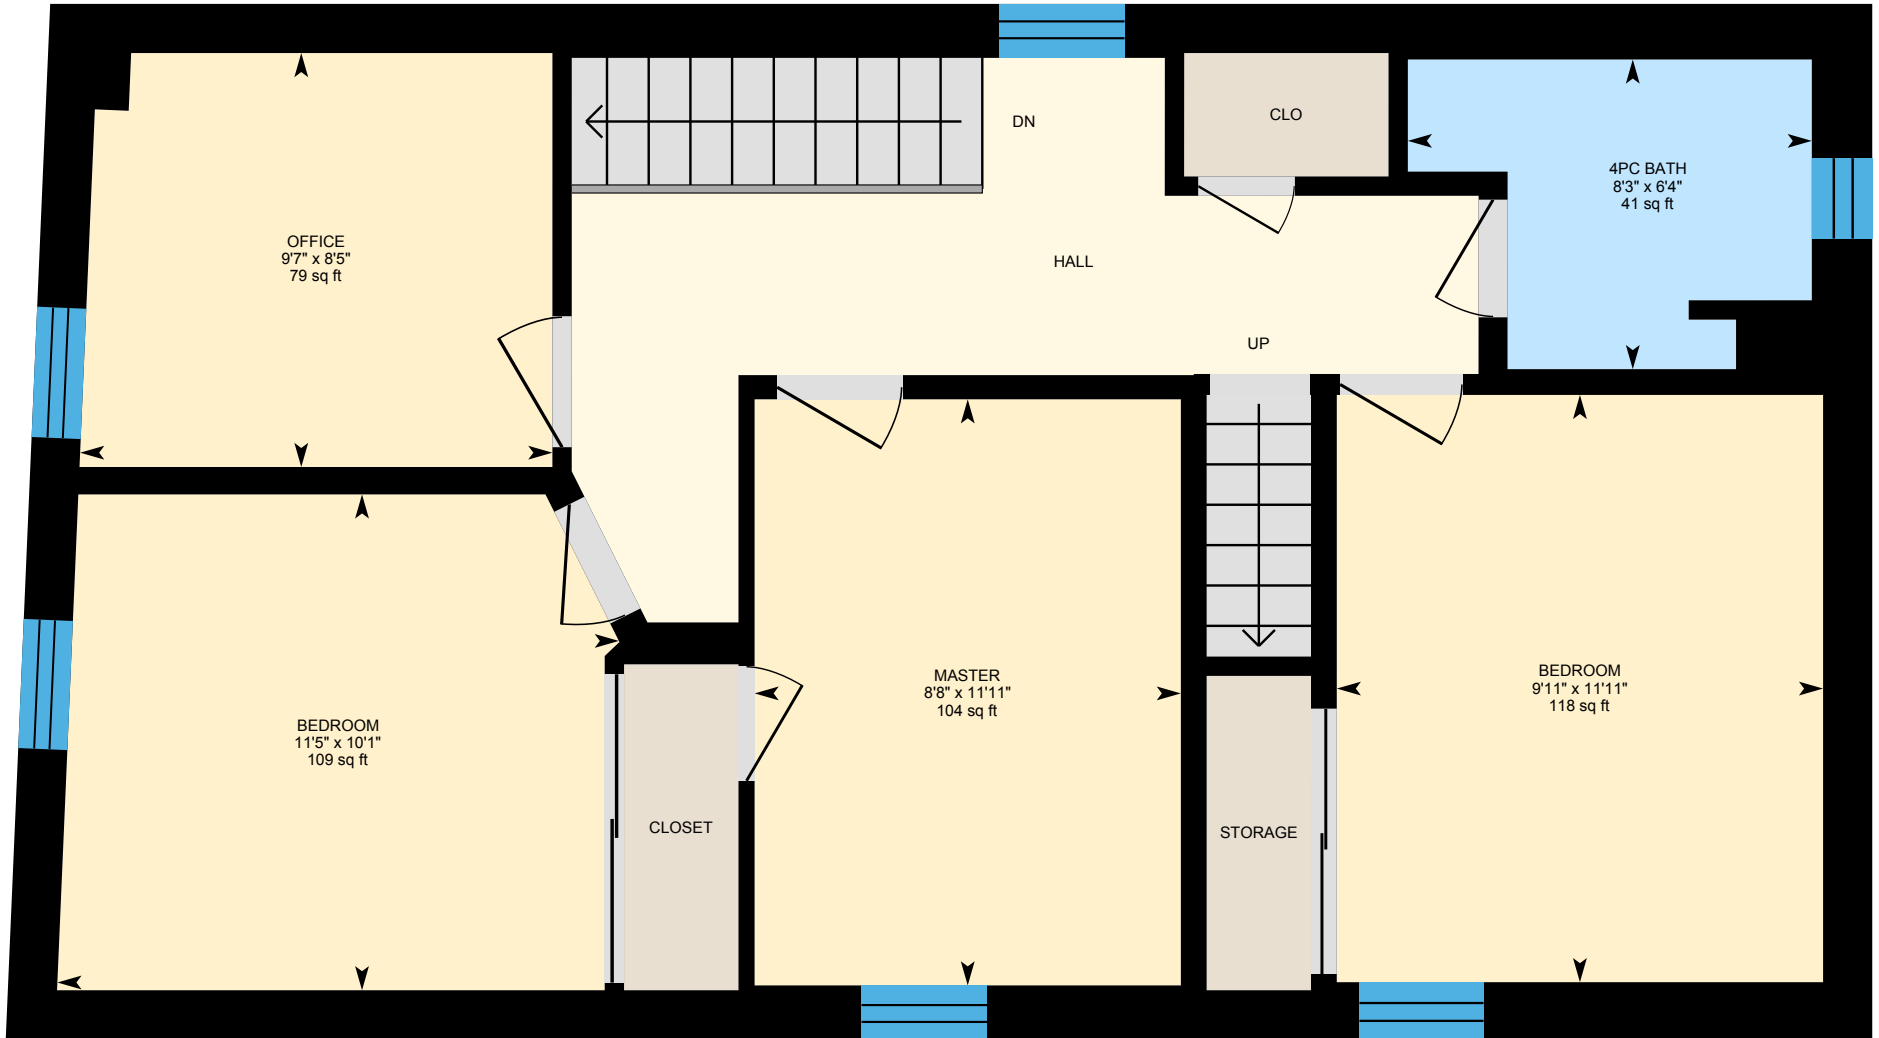 DN
CLO
4PC BATH
8'3" x 6'4"
41 sq ft
OFFICE
9'7" x 8'5"
79 sq ft
HALL
UP
MASTER
8'8" x 11'11"
104 sq ft
BEDROOM
9'11" x 11'11"
118 sq ft
BEDROOM
11'5" x 10'1"
109 sq ft
CLOSET
STORAGE